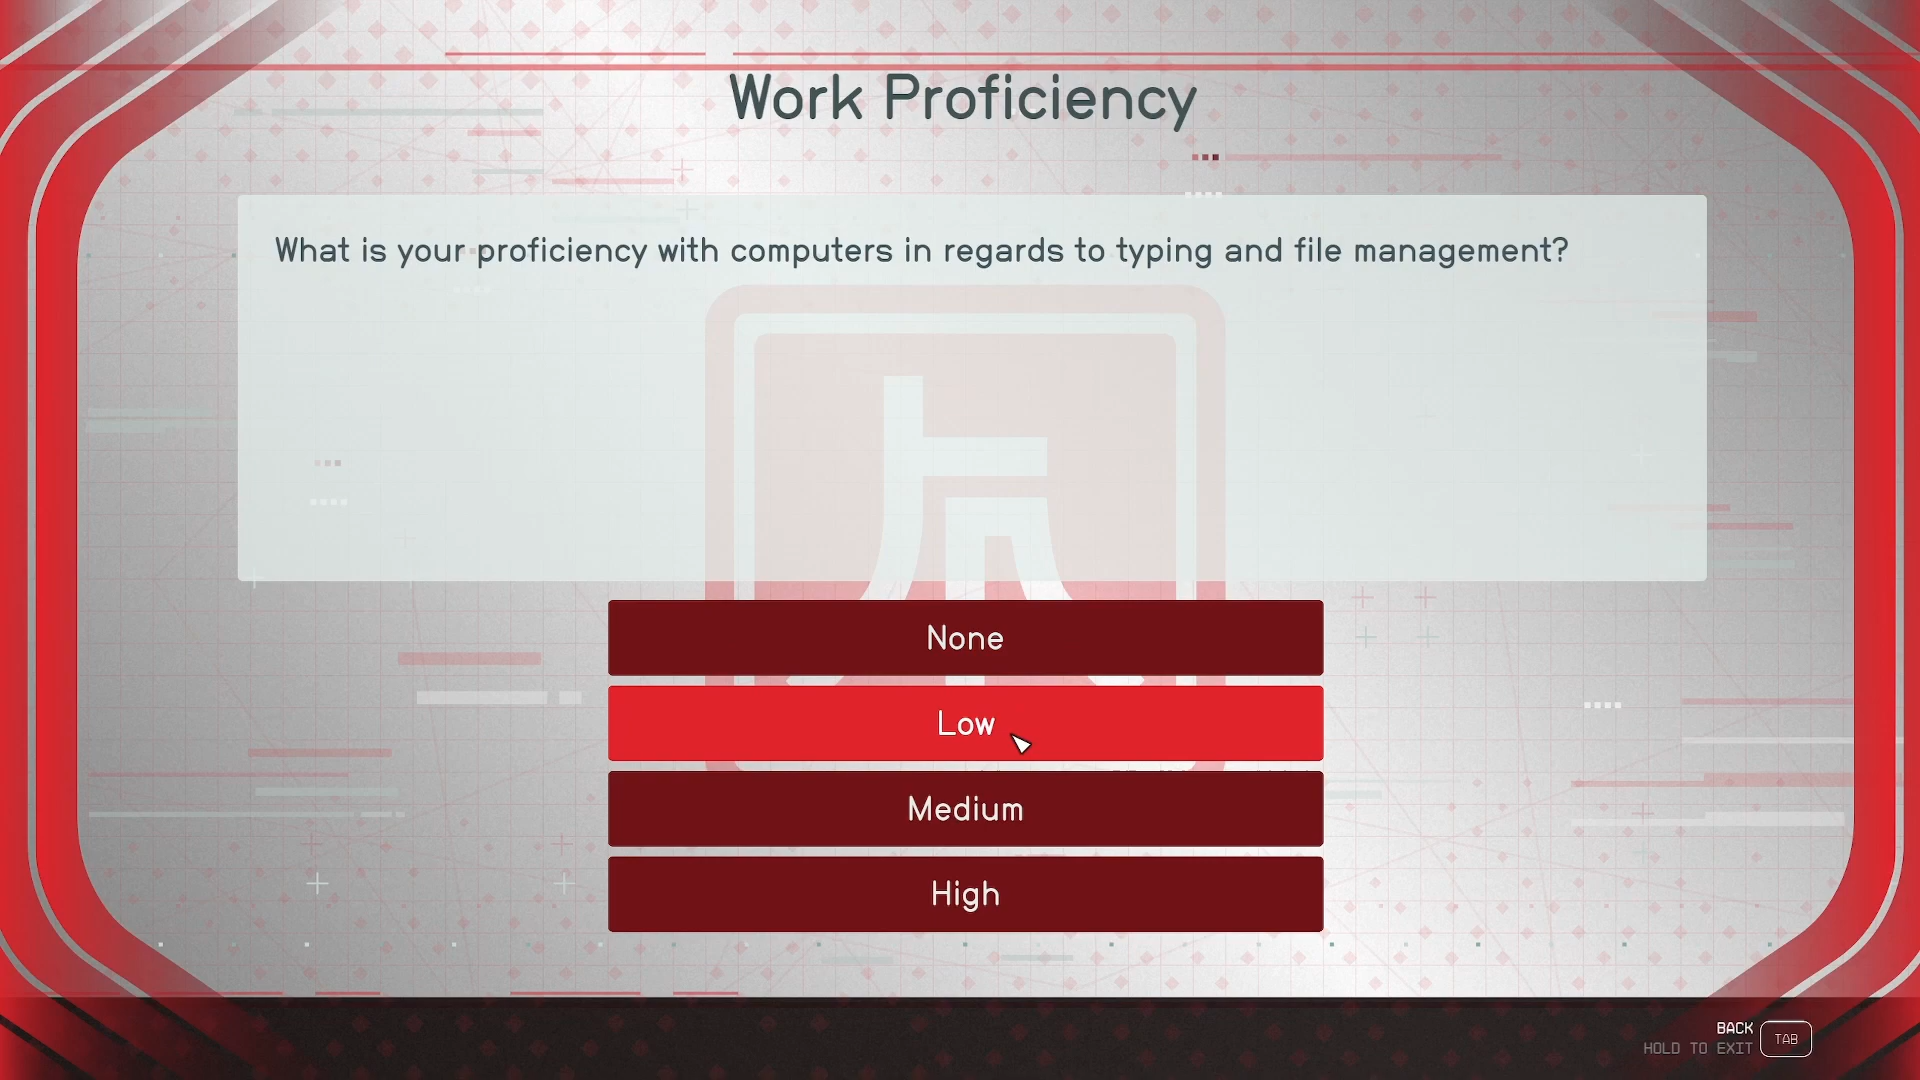 Work Proficiency
What is your proficiency with computers in regards to typing and file management?
None
Low
Medium
High
BACK
HOLD TO EXIT
TAB